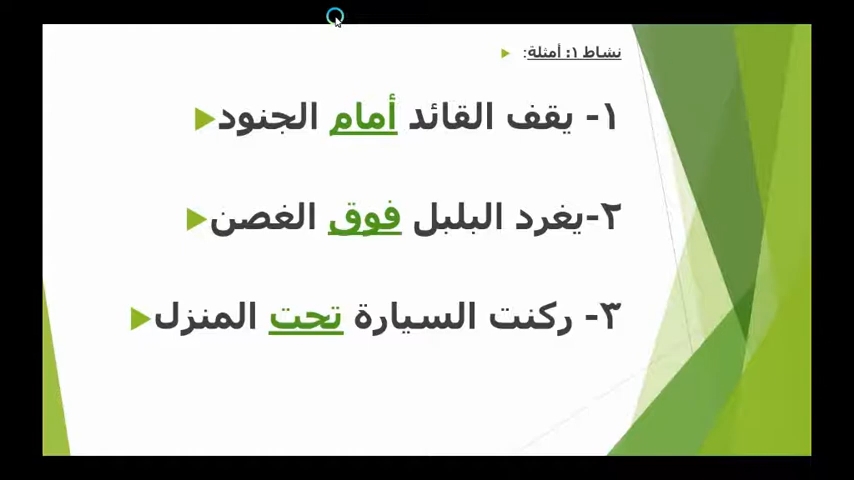 نشاط ١: أمثلة:
١- يقف القائد أمام الجنود
٢-يغرد البلبل فوق الغصن
٣- ركنت السيارة تحت المنزل